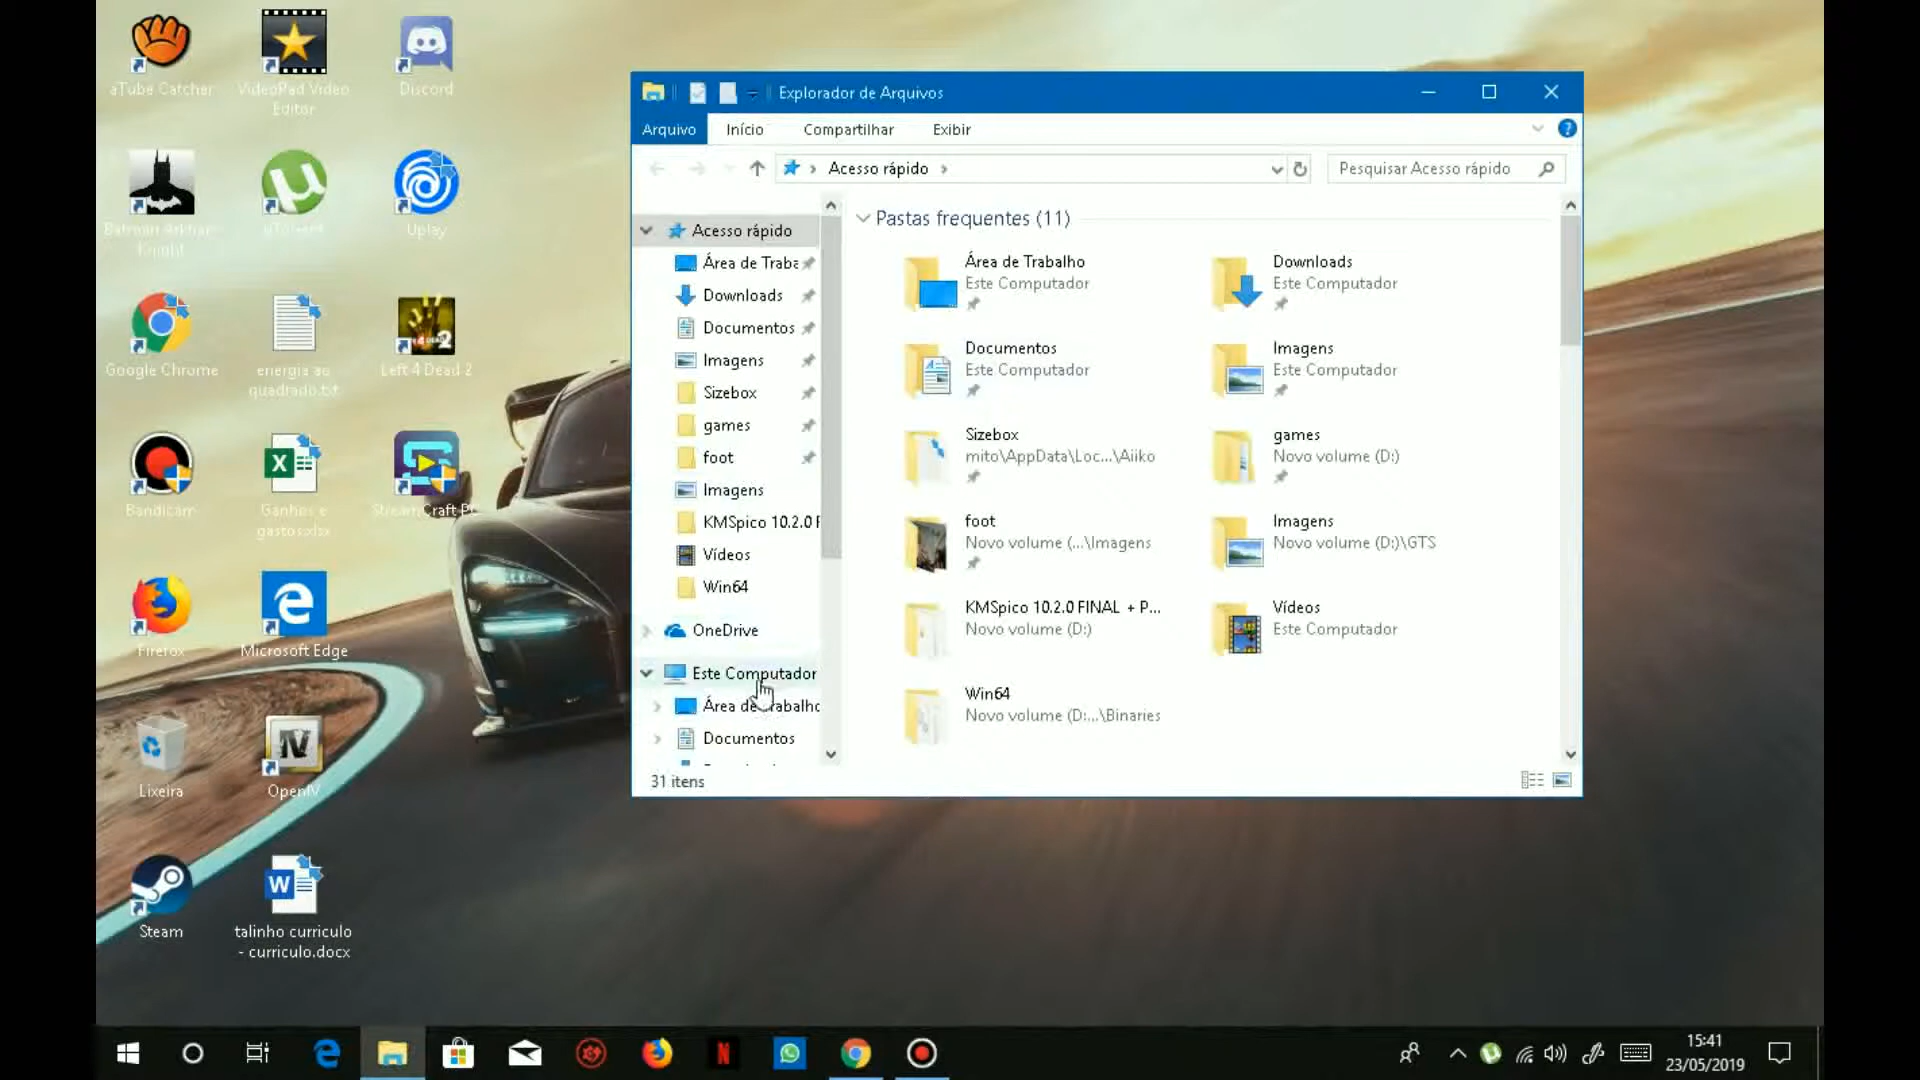 aTube Catcher
VideoPad Video
Editor
Discord
Batman Arkham
Knight
uTorrent
Uplay
Google Chrome
energia ao
quadrado.txt
Left 4 Dead 2
Bandicam
Ganhos e
gastos.xlsx
StreamCraft PC
Firefox
Microsoft Edge
Lixeira
OpenIV
Steam
talinho curriculo
- curriculo.docx
Explorador de Arquivos
Arquivo
Início
Compartilhar
Exibir
Acesso rápido
Pesquisar Acesso rápido
Acesso rápido
Área de Traba
Downloads
Documentos
Imagens
Sizebox
games
foot
Imagens
KMSpico 10.2.0 F
Vídeos
Win64
OneDrive
Este Computador
Área de Trabalho
Documentos
Pastas frequentes (11)
Área de Trabalho
Este Computador
Downloads
Este Computador
Documentos
Este Computador
Imagens
Este Computador
Sizebox
mito\AppData\Loc...\Aiiko
games
Novo volume (D:)
foot
Novo volume (...\Imagens
Imagens
Novo volume (D:)\GTS
KMSpico 10.2.0 FINAL + P...
Novo volume (D:)
Vídeos
Este Computador
Win64
Novo volume (D:...\Binaries
31 itens
15:41
23/05/2019